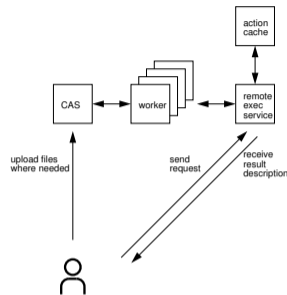 action
cache
CAS
worker
remote
exec
service
upload files
where needed
send
request
receive
result
description